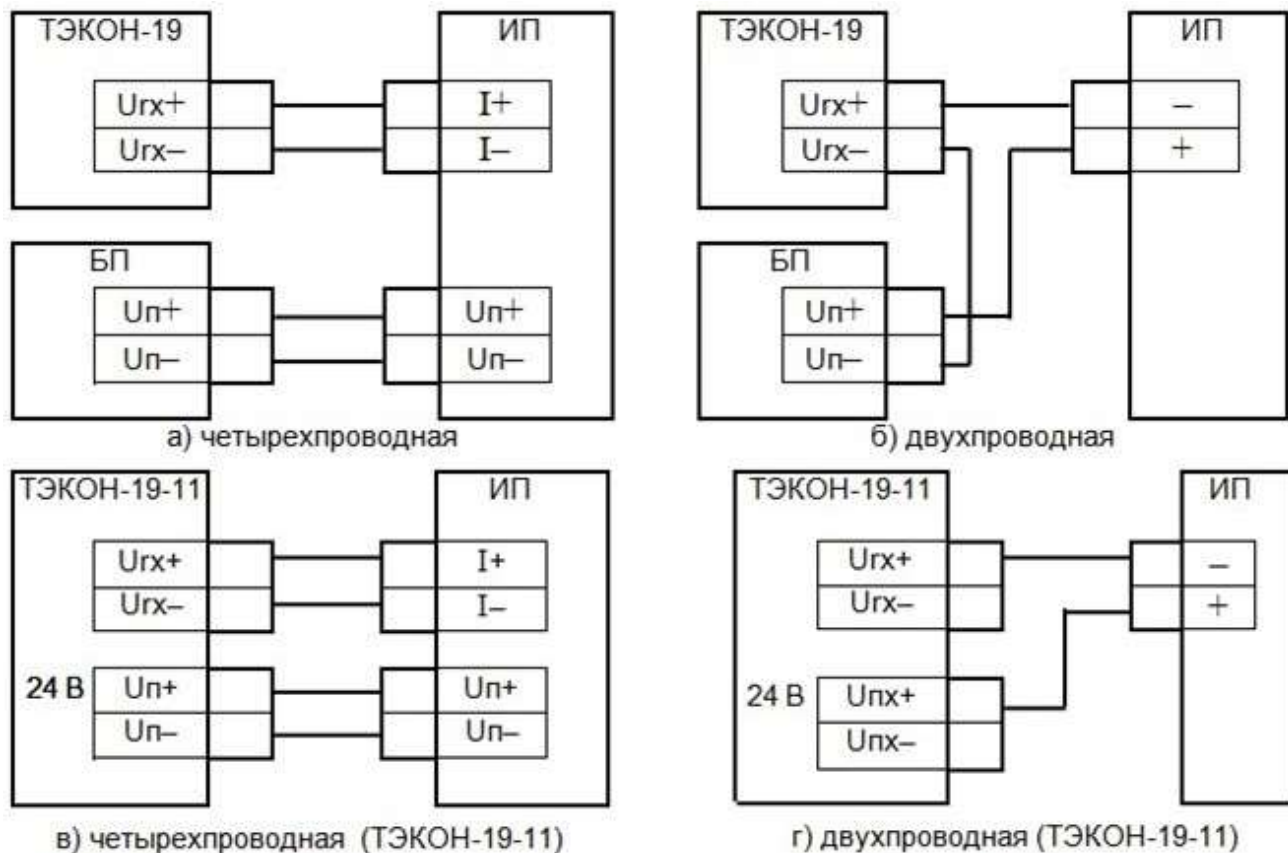 ТЭКОН-19
ИП
Urx+
I+
Urx–
I–
БП
Uп+
Uп+
Uп–
Uп–
а) четырехпроводная
ТЭКОН-19
ИП
Urx+
–
Urx–
+
БП
Uп+
Uп–
б) двухпроводная
ТЭКОН-19-11
ИП
Urx+
I+
Urx–
I–
24 В
Uп+
Uп+
Uп–
Uп–
в) четырехпроводная (ТЭКОН-19-11)
ТЭКОН-19-11
ИП
Urx+
–
Urx–
+
24 В
Uпх+
Uпх–
г) двухпроводная (ТЭКОН-19-11)